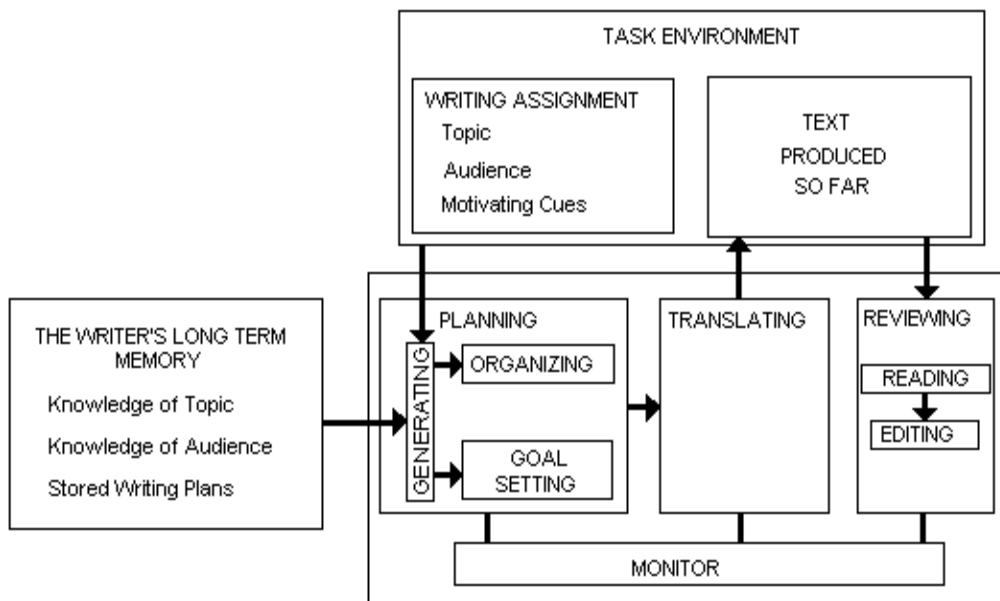 TASK ENVIRONMENT
WRITING ASSIGNMENT
Topic
Audience
Motivating Cues
TEXT
PRODUCED
SO FAR
THE WRITER'S LONG TERM
MEMORY
Knowledge of Topic
Knowledge of Audience
Stored Writing Plans
PLANNING
GENERATING
ORGANIZING
GOAL
SETTING
TRANSLATING
REVIEWING
READING
EDITING
MONITOR